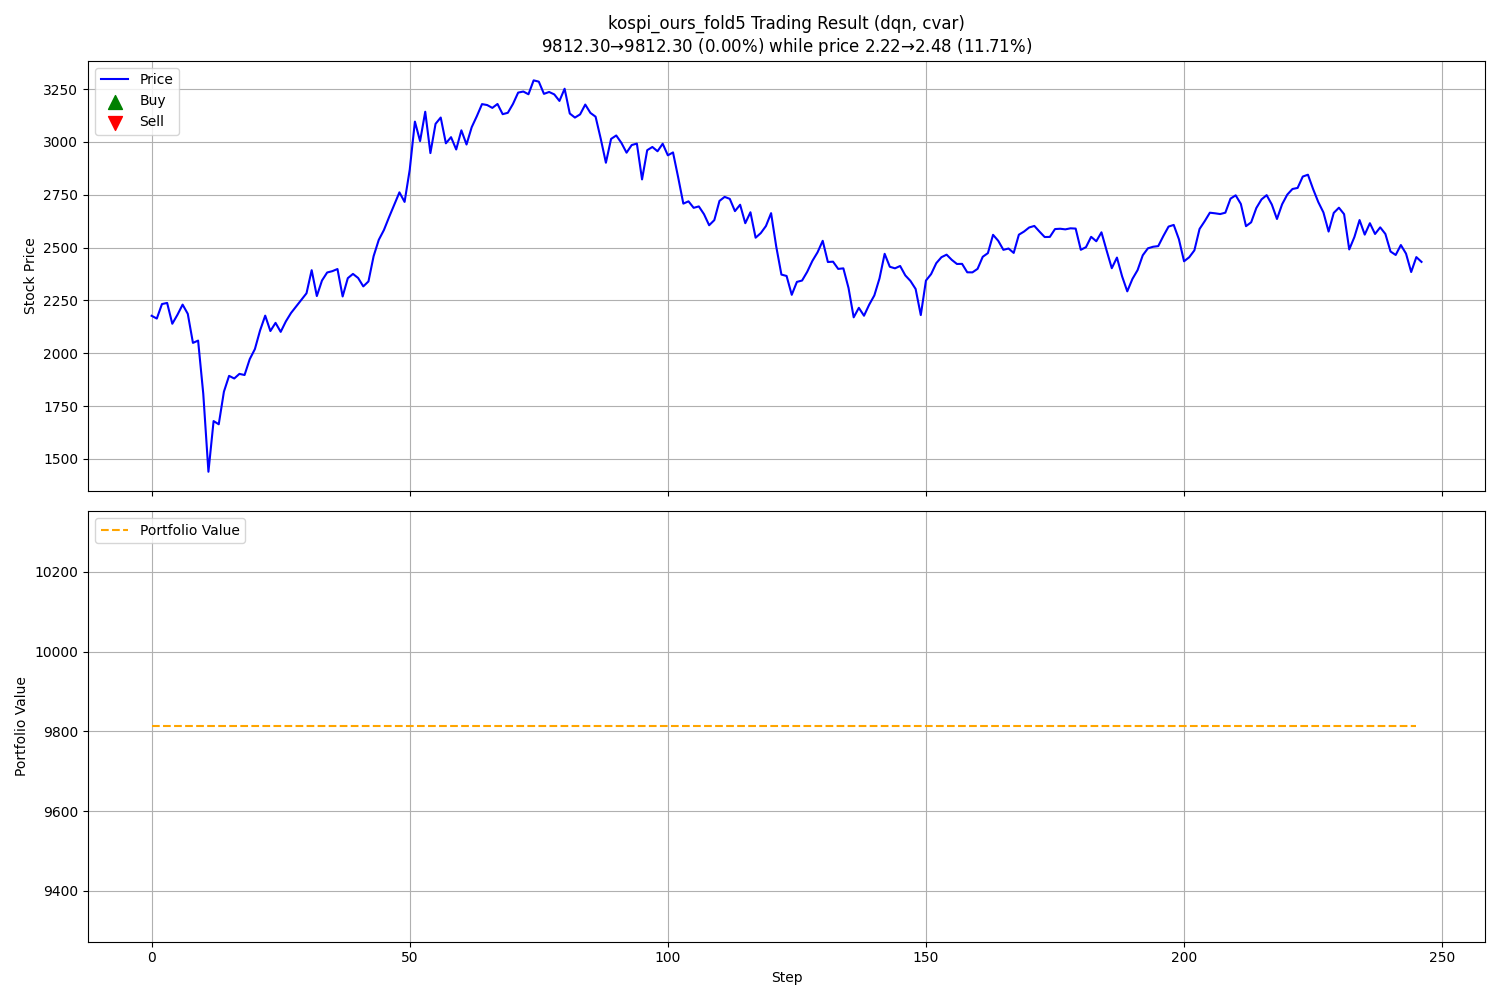 kospi_ours_fold5 Trading Result (dqn, cvar)
9812.30→9812.30 (0.00%) while price 2.22→2.48 (11.71%)
Price
Buy
Sell
Stock Price
3250
3000
2750
2500
2250
2000
1750
1500
Portfolio Value
Portfolio Value
10200
10000
9800
9600
9400
0
50
100
150
200
250
Step